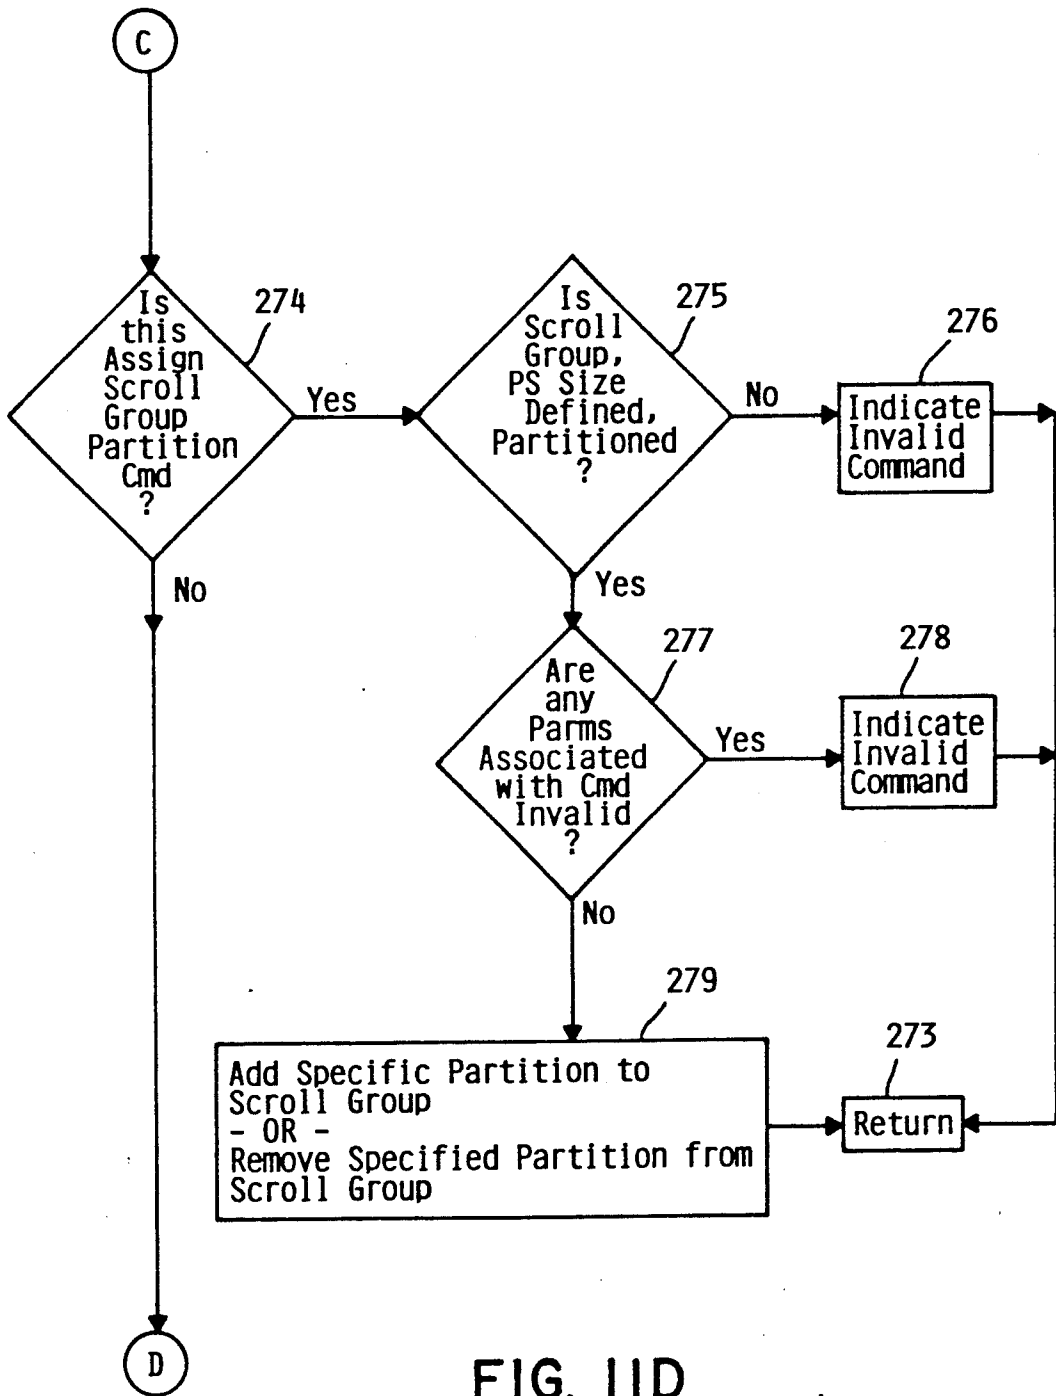 C
Is
this
Assign
Scroll
Group
Partition
Cmd
?
274
Yes
No
Is
Scroll
Group,
PS Size
Defined,
Partitioned
?
275
No
276
Indicate
Invalid
Command
Yes
Are
any
Parms
Associated
with Cmd
Invalid
?
277
Yes
278
Indicate
Invalid
Command
No
279
Add Specific Partition to
Scroll Group
- OR -
Remove Specified Partition from
Scroll Group
273
Return
D
FIG. 11D